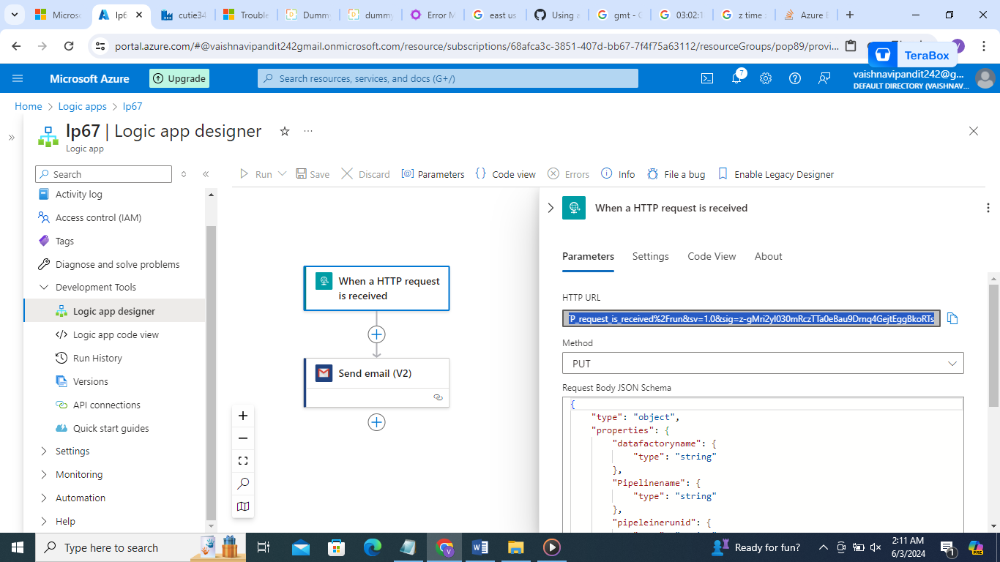 Microso
lp6
cutie34
Trouble
Dummy
dummy
Error M
east us
Using a
gmt - G
03:02:1
z time z
Azure E
portal.azure.com/#@vaishnavipandit242gmail.onmicrosoft.com/resource/subscriptions/68afca3c-3851-407d-bb67-7f4f75a63112/resourceGroups/pop89/provi...
V
TeraBox
Microsoft Azure
Upgrade
Search resources, services, and docs (G+/)
7
vaishnavipandit242@g...
DEFAULT DIRECTORY (VAISHNAV...
Home > Logic apps > lp67
lp67 | Logic app designer
Logic app
Search
Run
Save
Discard
Parameters
Code view
Errors
Info
File a bug
Enable Legacy Designer
Activity log
Access control (IAM)
Tags
Diagnose and solve problems
Development Tools
Logic app designer
Logic app code view
Run History
Versions
API connections
Quick start guides
Settings
Monitoring
Automation
Help
When a HTTP request
is received
Send email (V2)
When a HTTP request is received
Parameters
Settings
Code View
About
HTTP URL
P_request_is_received%2Frun&sv=1.0&sig=
Method
PUT
Request Body JSON Schema
{
"type": "object",
"properties": {
"datafactoryname": {
"type": "string"
},
"Pipelinename": {
"type": "string"
},
"pipeleinerunid": {
Type here to search
Ready for fun?
2:11 AM
6/3/2024
1
PRE